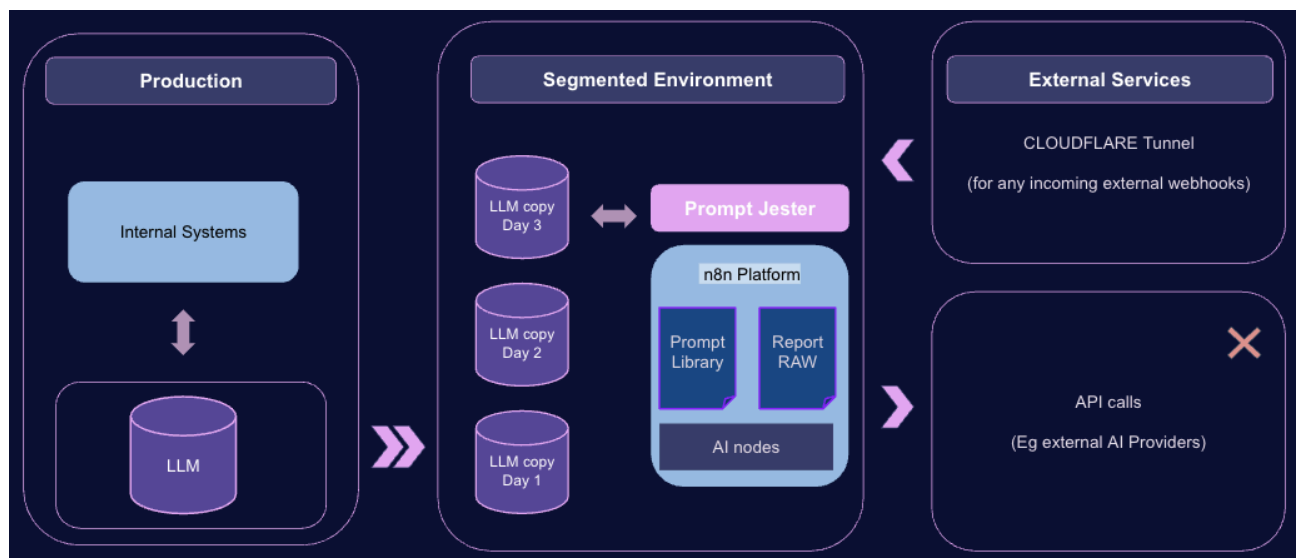 Production
Internal Systems
LLM
Segmented Environment
LLM copy
Day 3
LLM copy
Day 2
LLM copy
Day 1
Prompt Jester
n8n Platform
Prompt
Library
Report
RAW
AI nodes
External Services
CLOUDFLARE Tunnel
(for any incoming external webhooks)
API calls
(Eg external AI Providers)